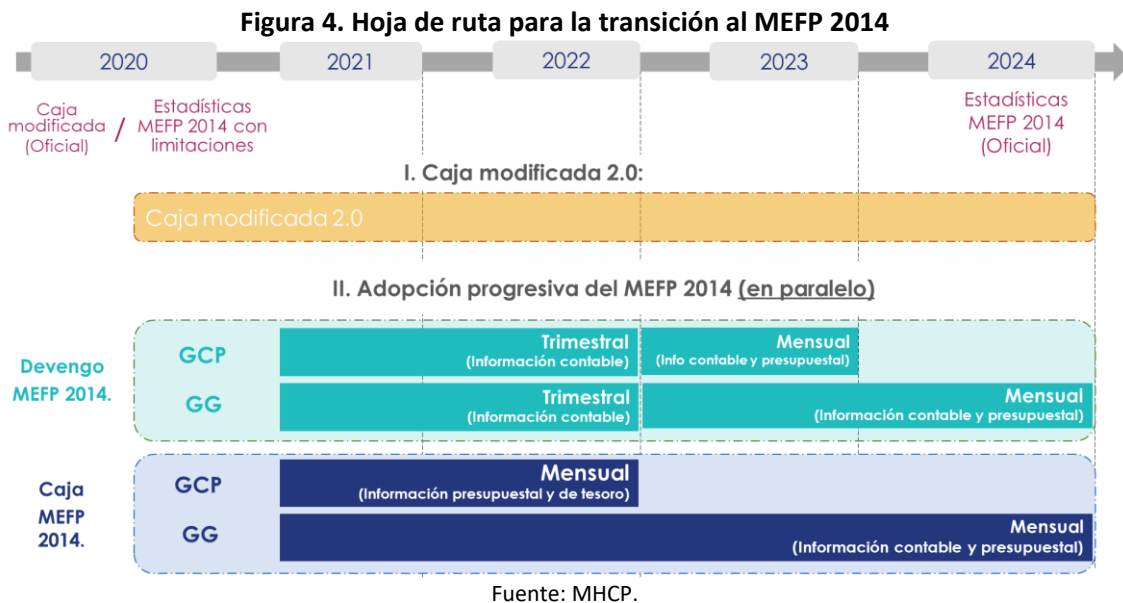 Figura 4. Hoja de ruta para la transición al MEFP 2014
2020
2021
2022
2023
2024
Caja
modificada
(Oficial)
/
Estadísticas
MEFP 2014 con
limitaciones
Estadísticas
MEFP 2014
(Oficial)
I. Caja modificada 2.0:
Caja modificada 2.0
II. Adopción progresiva del MEFP 2014 (en paralelo)
Devengo
MEFP 2014.
GCP
Trimestral
(Información contable)
Mensual
(Info contable y presupuestal)
GG
Trimestral
(Información contable)
Mensual
(Información contable y presupuestal)
Caja
MEFP
2014.
GCP
Mensual
(Información presupuestal y de tesoro)
GG
Mensual
(Información contable y presupuestal)
Fuente: MHCP.